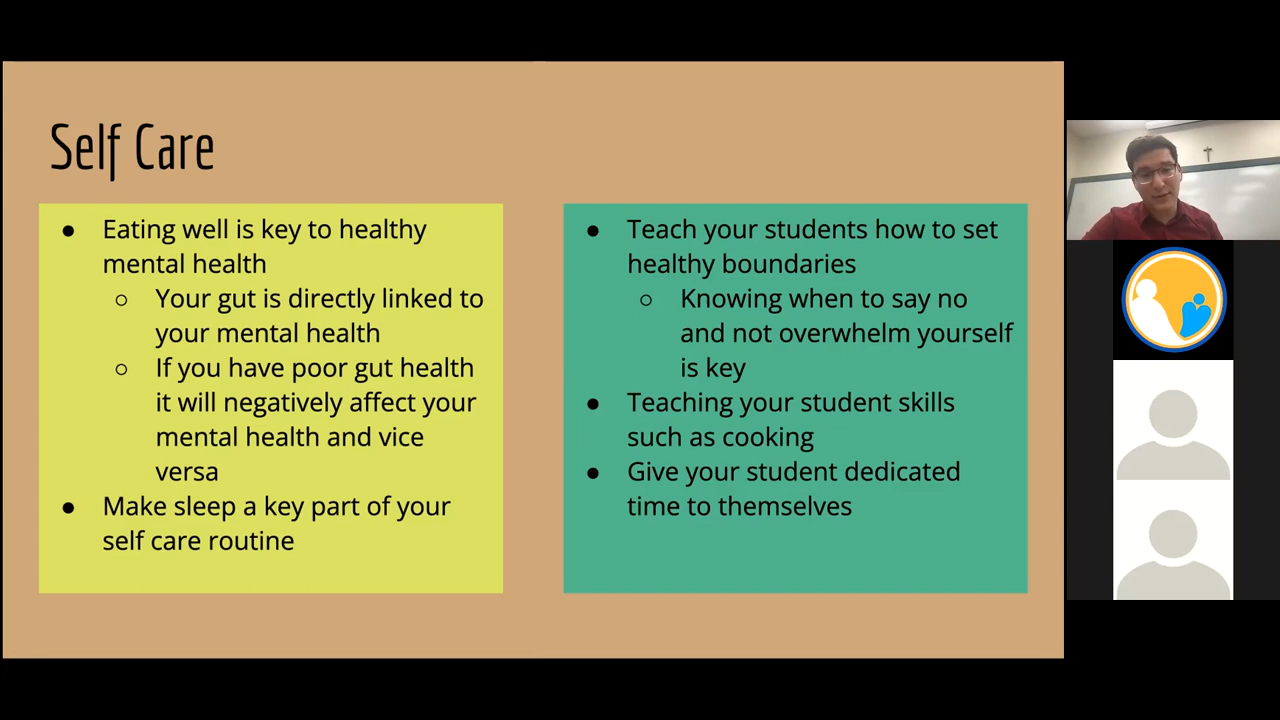 Self Care
● Eating well is key to healthy
mental health
○ Your gut is directly linked to
your mental health
○ If you have poor gut health
it will negatively affect your
mental health and vice
versa
● Make sleep a key part of your
self care routine
● Teach your students how to set
healthy boundaries
○ Knowing when to say no
and not overwhelm yourself
is key
● Teaching your student skills
such as cooking
● Give your student dedicated
time to themselves